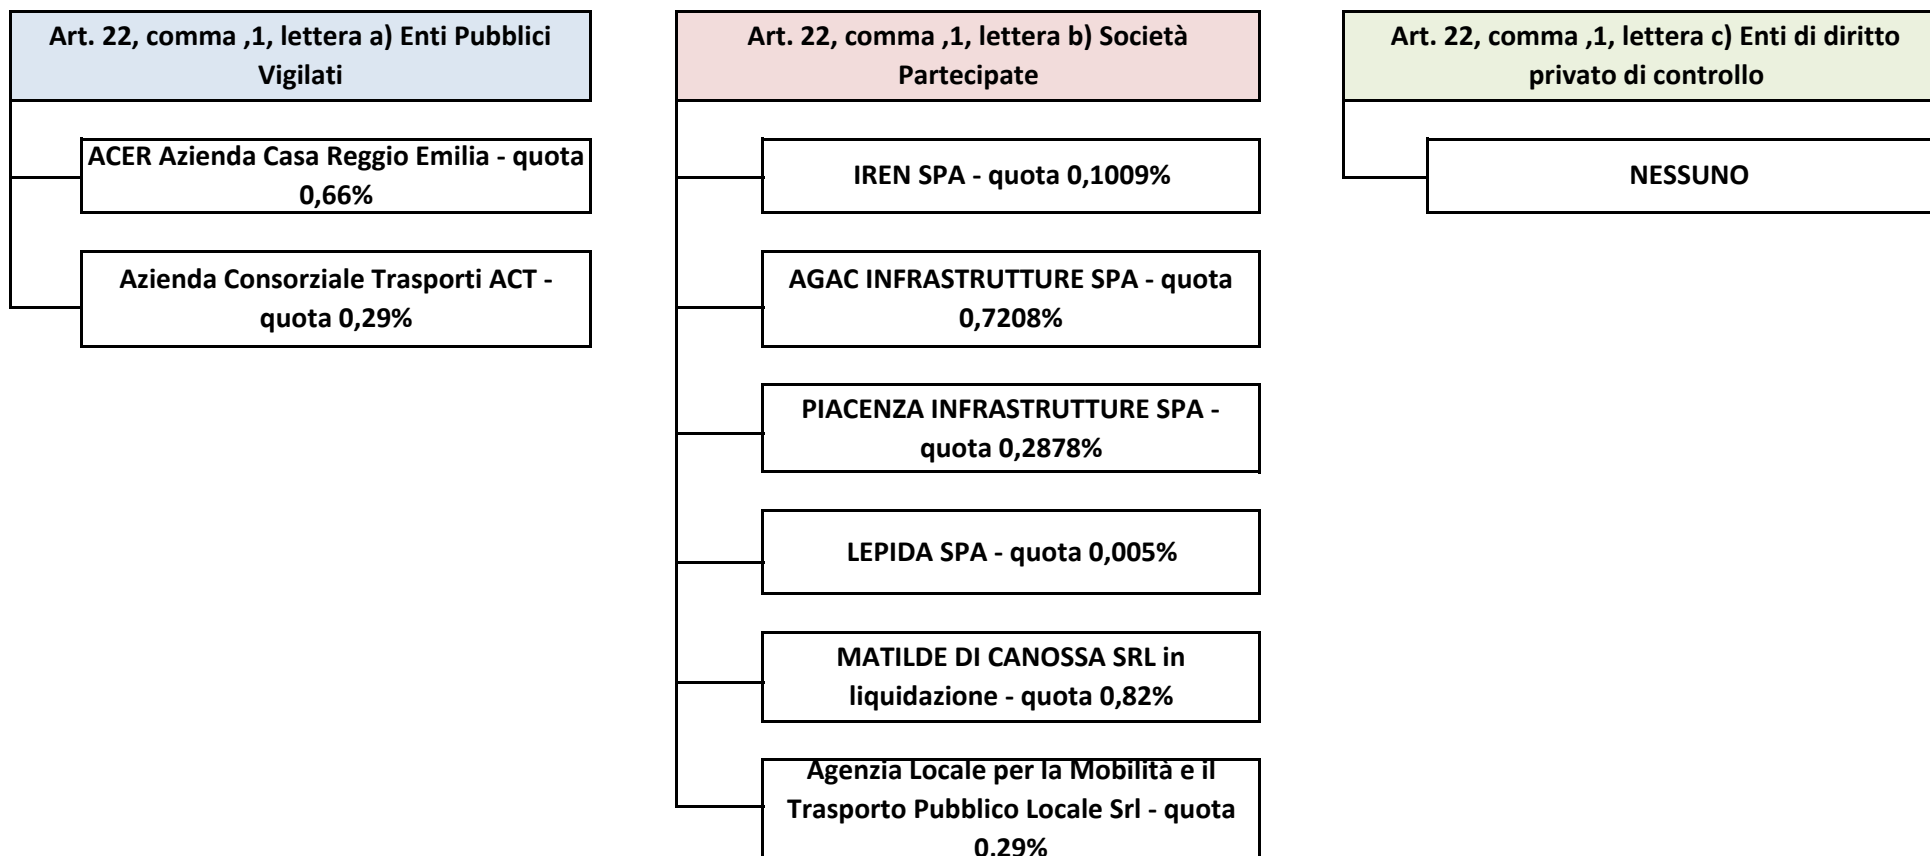 Art. 22, comma ,1, lettera a) Enti Pubblici
Vigilati
ACER Azienda Casa Reggio Emilia - quota
0,66%
Azienda Consorziale Trasporti ACT -
quota 0,29%
Art. 22, comma ,1, lettera b) Società
Partecipate
IREN SPA - quota 0,1009%
AGAC INFRASTRUTTURE SPA - quota
0,7208%
PIACENZA INFRASTRUTTURE SPA -
quota 0,2878%
LEPIDA SPA - quota 0,005%
MATILDE DI CANOSSA SRL in
liquidazione - quota 0,82%
Agenzia Locale per la Mobilità e il
Trasporto Pubblico Locale Srl - quota
0,29%
Art. 22, comma ,1, lettera c) Enti di diritto
privato di controllo
NESSUNO